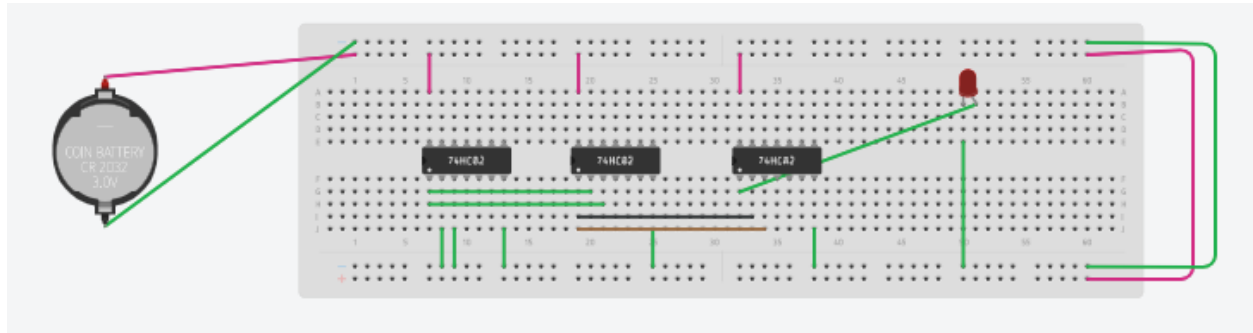 1 5 10 15 20 25 30 35 40 45 55 60
A
B
C
D
E
COIN BATTERY
CR 2032
3.0V
74HC02 74HC02 74HC02
F
G
H
I
J
1 5 10 15 20 25 30 35 40 45 50 55 60